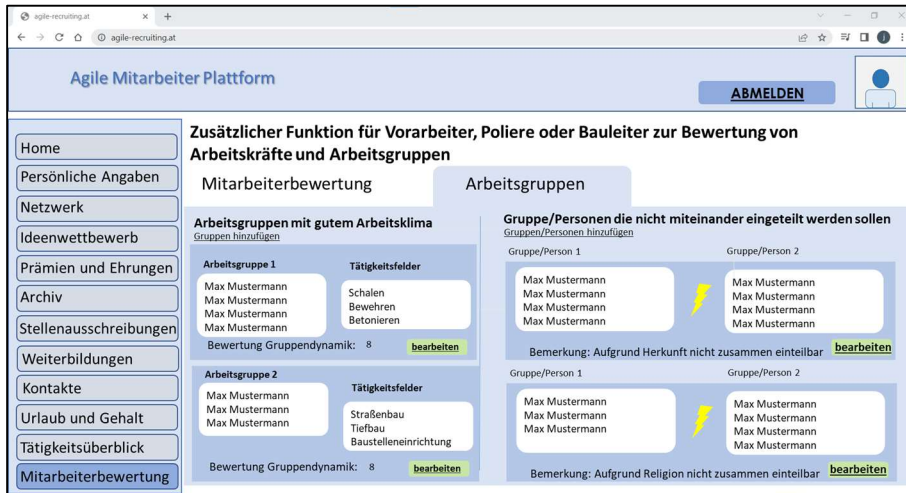 agile-recruiting.at
agile-recruiting.at
Agile Mitarbeiter Plattform
ABMELDEN
Home
Persönliche Angaben
Netzwerk
Ideenwettbewerb
Prämien und Ehrungen
Archiv
Stellenausschreibungen
Weiterbildungen
Kontakte
Urlaub und Gehalt
Tätigkeitsüberblick
Mitarbeiterbewertung
Zusätzlicher Funktion für Vorarbeiter, Poliere oder Bauleiter zur Bewertung von
Arbeitskräfte und Arbeitsgruppen
Mitarbeiterbewertung
Arbeitsgruppen
Arbeitsgruppen mit gutem Arbeitsklima
Gruppen hinzufügen
Arbeitsgruppe 1
Tätigkeitsfelder
Max Mustermann
Max Mustermann
Max Mustermann
Max Mustermann
Schalen
Bewehren
Betonieren
Bewertung Gruppendynamik: 8
bearbeiten
Arbeitsgruppe 2
Tätigkeitsfelder
Max Mustermann
Max Mustermann
Max Mustermann
Straßenbau
Tiefbau
Baustelleneinrichtung
Bewertung Gruppendynamik: 8
bearbeiten
Gruppe/Personen die nicht miteinander eingeteilt werden sollen
Gruppen/Personen hinzufügen
Gruppe/Person 1
Gruppe/Person 2
Max Mustermann
Max Mustermann
Max Mustermann
Max Mustermann
Max Mustermann
Max Mustermann
Max Mustermann
Max Mustermann
Bemerkung: Aufgrund Herkunft nicht zusammen einteilbar
bearbeiten
Gruppe/Person 1
Gruppe/Person 2
Max Mustermann
Max Mustermann
Max Mustermann
Max Mustermann
Max Mustermann
Max Mustermann
Max Mustermann
Bemerkung: Aufgrund Religion nicht zusammen einteilbar
bearbeiten